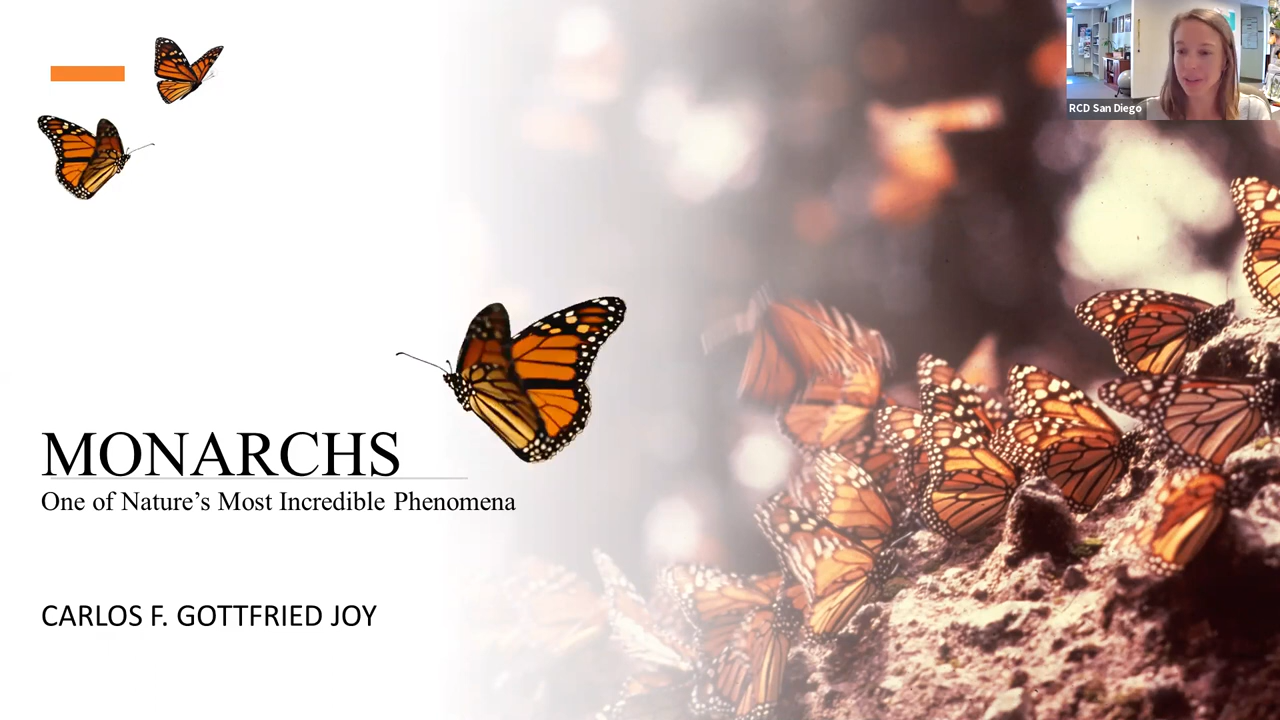 RCD San Diego
MONARCHS
One of Nature’s Most Incredible Phenomena
CARLOS F. GOTTFRIED JOY